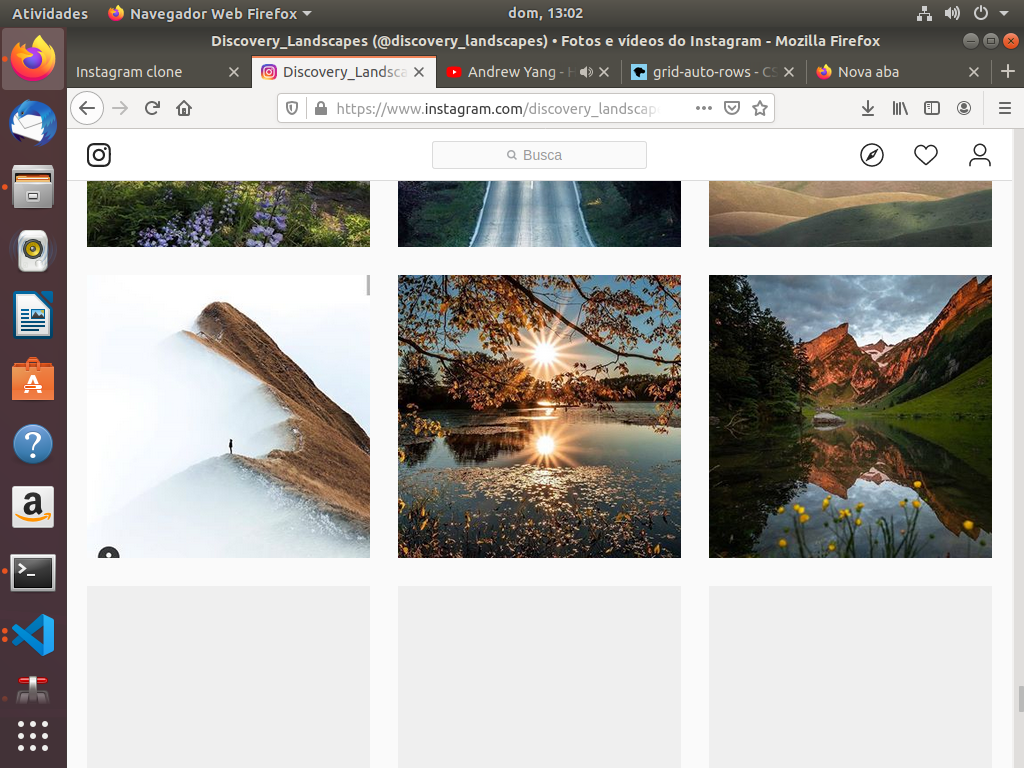 Atividades
Navegador Web Firefox
dom, 13:02
Discovery_Landscapes (@discovery_landscapes) • Fotos e vídeos do Instagram - Mozilla Firefox
Instagram clone
Discovery_Landsca
Andrew Yang - H
grid-auto-rows - CS
Nova aba
https://www.instagram.com/discovery_landscape
Busca